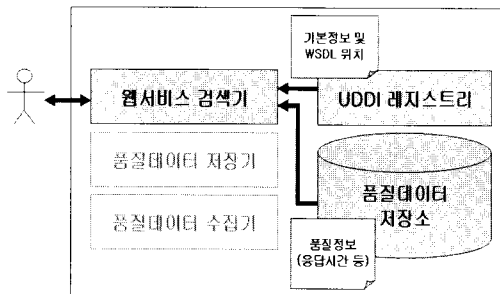 기본정보 및
WSDL 위치
웹서비스 검색기
UDDI 레지스트리
품질데이터 저장기
품질데이터
저장소
품질데이터 수집기
품질정보
(응답시간 등)